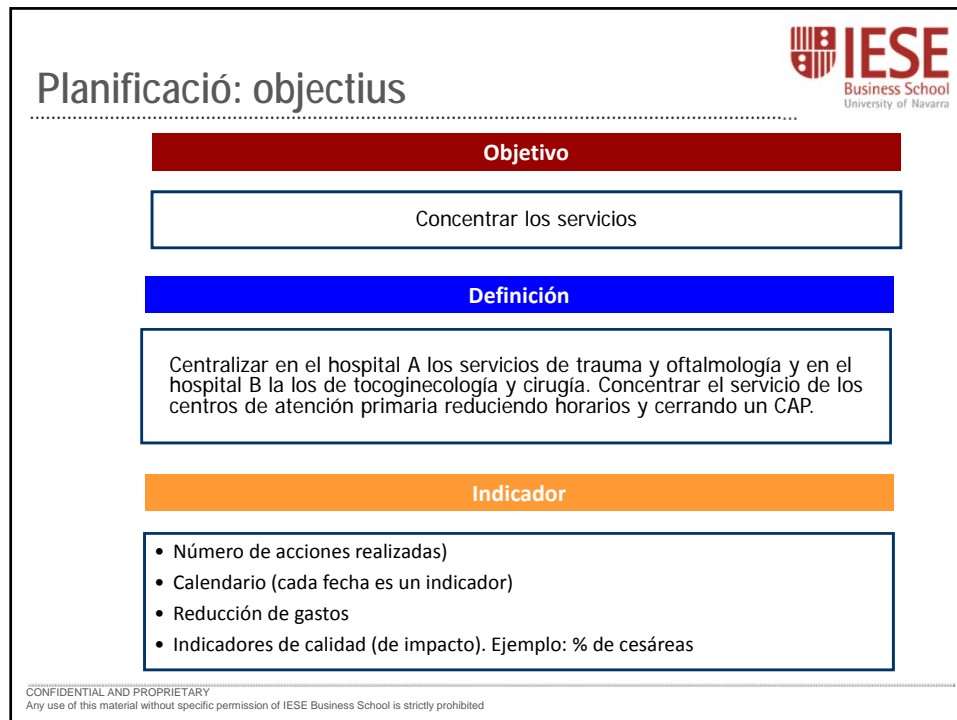 IESE
Business School
University of Navarra
Planificació: objectius
Objetivo
Concentrar los servicios
Definición
Centralizar en el hospital A los servicios de trauma y oftalmología y en el
hospital B la los de tocoginecología y cirugía. Concentrar el servicio de los
centros de atención primaria reduciendo horarios y cerrando un CAP.
Indicador
• Número de acciones realizadas)
• Calendario (cada fecha es un indicador)
• Reducción de gastos
• Indicadores de calidad (de impacto). Ejemplo: % de cesáreas
CONFIDENTIAL AND PROPRIETARY
Any use of this material without specific permission of IESE Business School is strictly prohibited